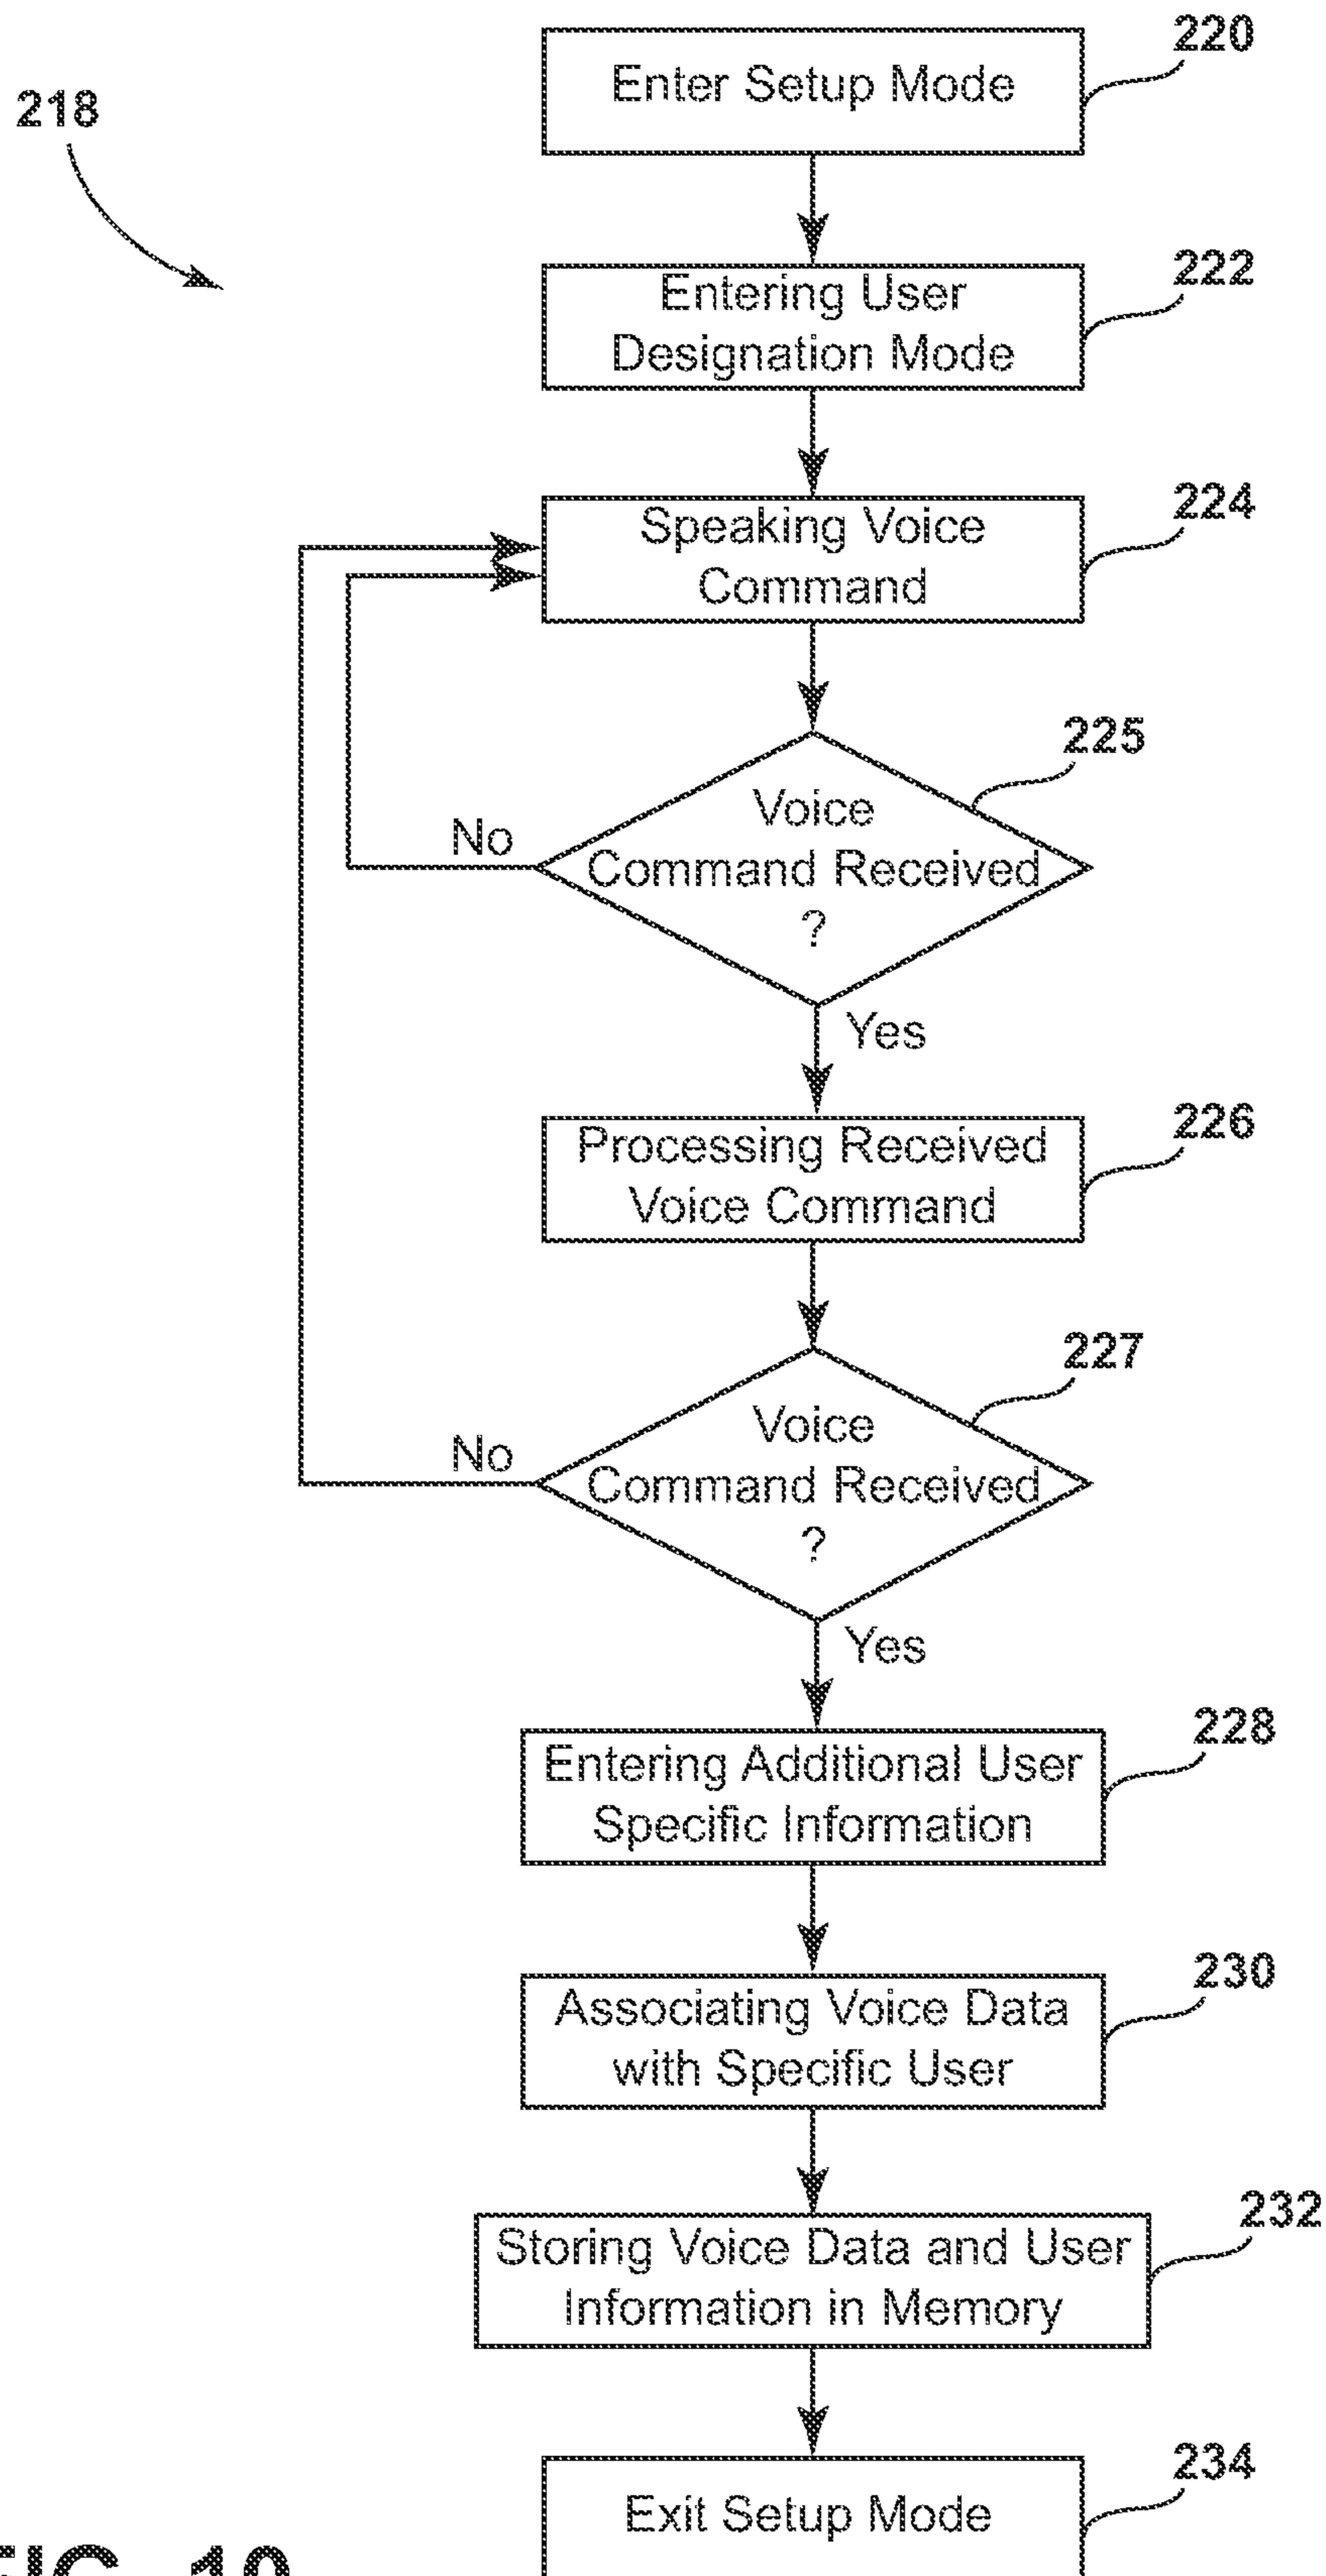 220
Enter Setup Mode
218
222
Entering User
Designation Mode
224
Speaking Voice
Command
225
Voice
Command Received
?
No
Yes
226
Processing Received
Voice Command
227
Voice
Command Received
?
No
Yes
228
Entering Additional User
Specific Information
230
Associating Voice Data
with Specific User
232
Storing Voice Data and User
Information in Memory
234
Exit Setup Mode